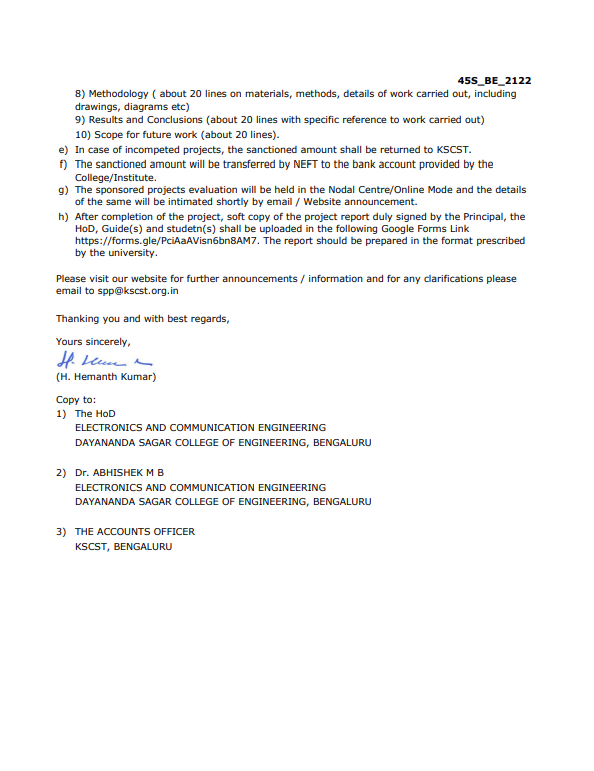 45S_BE_2122
8) Methodology ( about 20 lines on materials, methods, details of work carried out, including
drawings, diagrams etc)
9) Results and Conclusions (about 20 lines with specific reference to work carried out)
10) Scope for future work (about 20 lines).
e) In case of incompeted projects, the sanctioned amount shall be returned to KSCST.
f) The sanctioned amount will be transferred by NEFT to the bank account provided by the
College/Institute.
g) The sponsored projects evaluation will be held in the Nodal Centre/Online Mode and the details
of the same will be intimated shortly by email / Website announcement.
h) After completion of the project, soft copy of the project report duly signed by the Principal, the
HoD, Guide(s) and studetn(s) shall be uploaded in the following Google Forms Link
https://forms.gle/PciAaAVisn6bn8AM7. The report should be prepared in the format prescribed
by the university.
Please visit our website for further announcements / information and for any clarifications please
email to spp@kscst.org.in
Thanking you and with best regards,
Yours sincerely,
(H. Hemanth Kumar)
Copy to:
1) The HoD
ELECTRONICS AND COMMUNICATION ENGINEERING
DAYANANDA SAGAR COLLEGE OF ENGINEERING, BENGALURU
2) Dr. ABHISHEK M B
ELECTRONICS AND COMMUNICATION ENGINEERING
DAYANANDA SAGAR COLLEGE OF ENGINEERING, BENGALURU
3) THE ACCOUNTS OFFICER
KSCST, BENGALURU